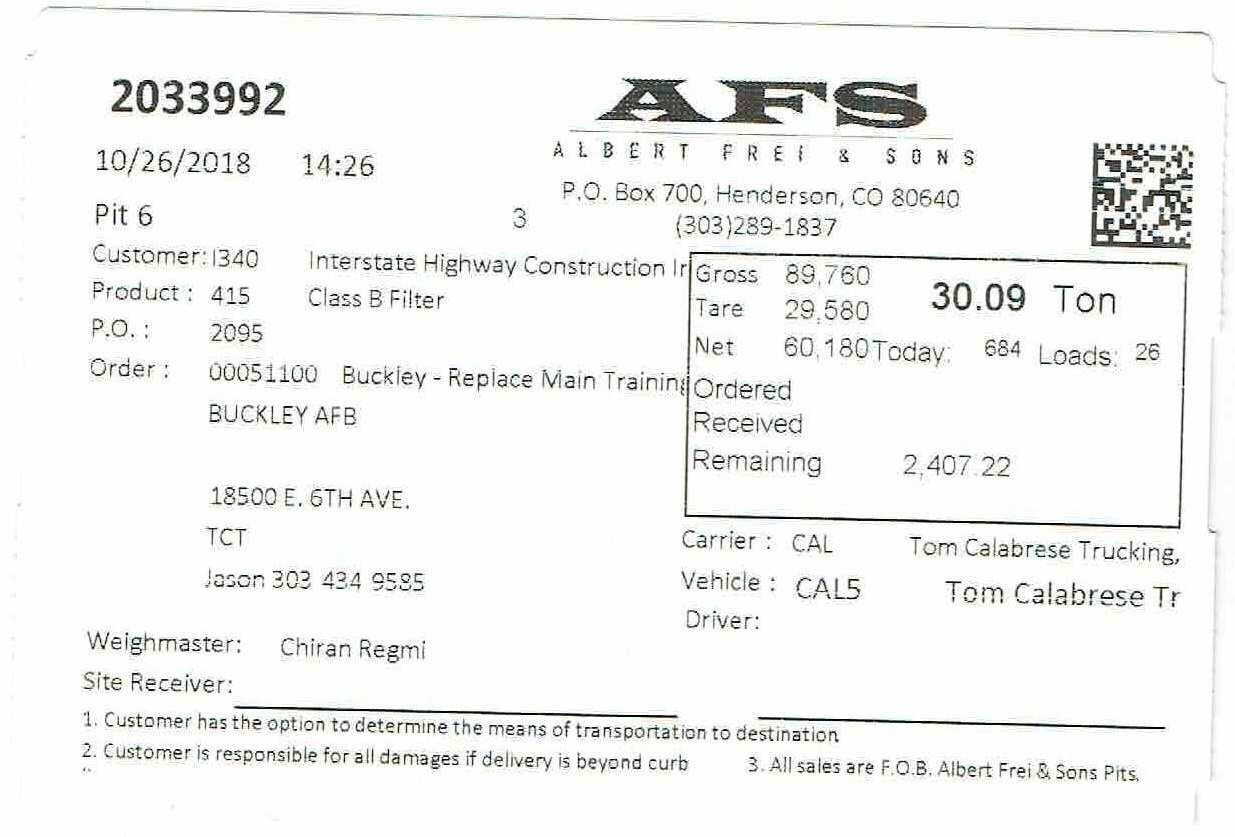 2033992
AFS
ALBERT FREI & SONS
10/26/2018 14:26
P.O. Box 700, Henderson, CO 80640
Pit 6 3
(303)289-1837
Customer: I340 Interstate Highway Construction Ir
Product : 415 Class B Filter
P.O. : 2095
Order : 00051100 Buckley - Replace Main Training
BUCKLEY AFB
18500 E. 6TH AVE.
TCT
Jason 303 434 9585
Gross 89,760 30.09 Ton
Tare 29,580
Net 60,180 Today: 684 Loads: 26
Ordered
Received
Remaining 2,407.22
Carrier : CAL Tom Calabrese Trucking,
Vehicle : CAL5 Tom Calabrese Tr
Driver:
Weighmaster: Chiran Regmi
Site Receiver:
1. Customer has the option to determine the means of transportation to destination
2. Customer is responsible for all damages if delivery is beyond curb 3. All sales are F.O.B. Albert Frei & Sons Pits.